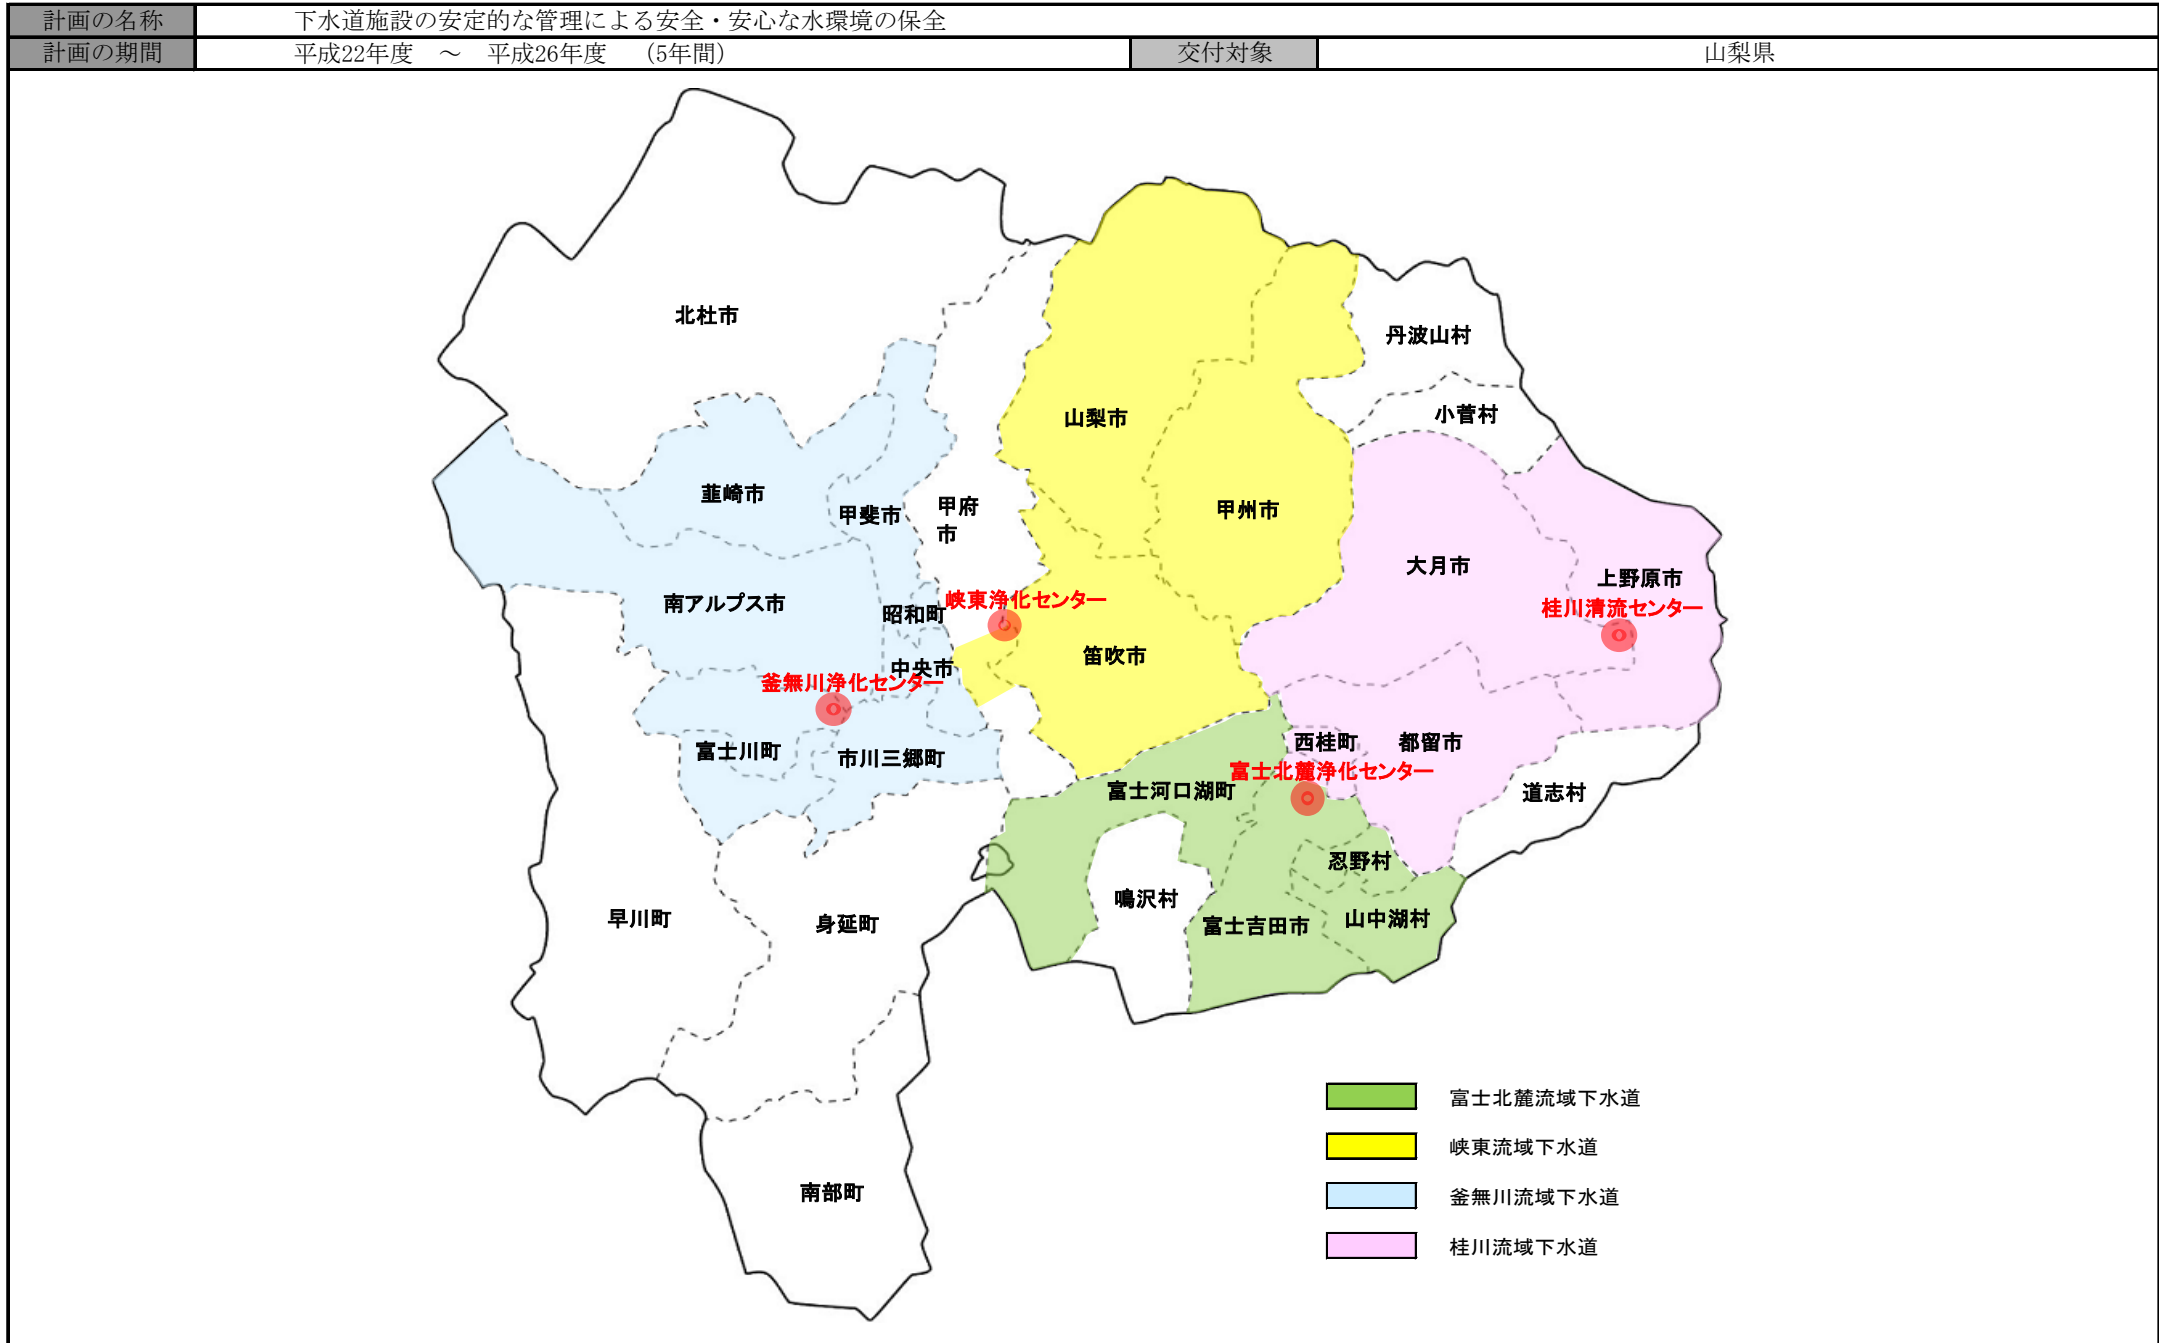 計画の名称
下水道施設の安定的な管理による安全・安心な水環境の保全
計画の期間
平成22年度 ～ 平成26年度 （5年間）
交付対象
山梨県
北杜市
丹波山村
小菅村
山梨市
韮崎市
甲斐市
甲府
市
甲州市
大月市
上野原市
桂川清流センター
南アルプス市
昭和町
峡東浄化センター
中央市
笛吹市
釜無川浄化センター
富士川町
市川三郷町
西桂町
都留市
富士北麓浄化センター
富士河口湖町
道志村
忍野村
鳴沢村
富士吉田市
山中湖村
早川町
身延町
南部町
富士北麓流域下水道
峡東流域下水道
釜無川流域下水道
桂川流域下水道